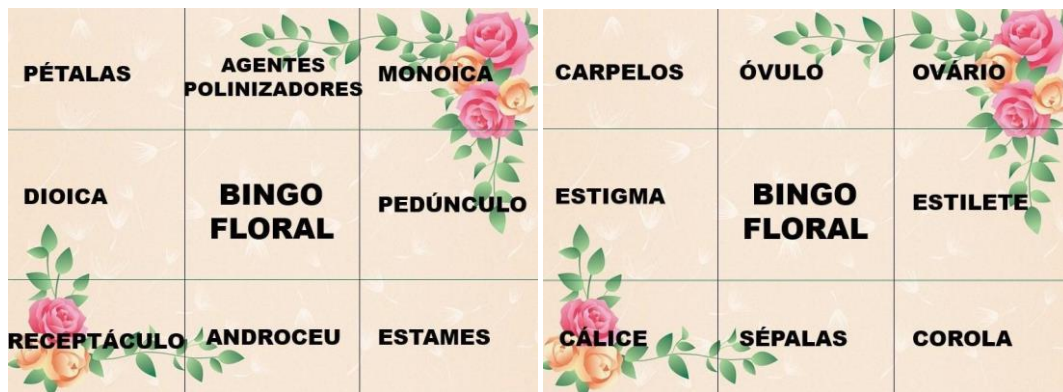 PÉTALAS
AGENTES
POLINIZADORES
MONOICA
DIOICA
BINGO
FLORAL
PEDÚNCULO
RECEPTÁCULO
ANDROCEU
ESTAMES
CARPELOS
ÓVULO
OVÁRIO
ESTIGMA
BINGO
FLORAL
ESTILETE
CÁLICE
SÉPALAS
COROLA